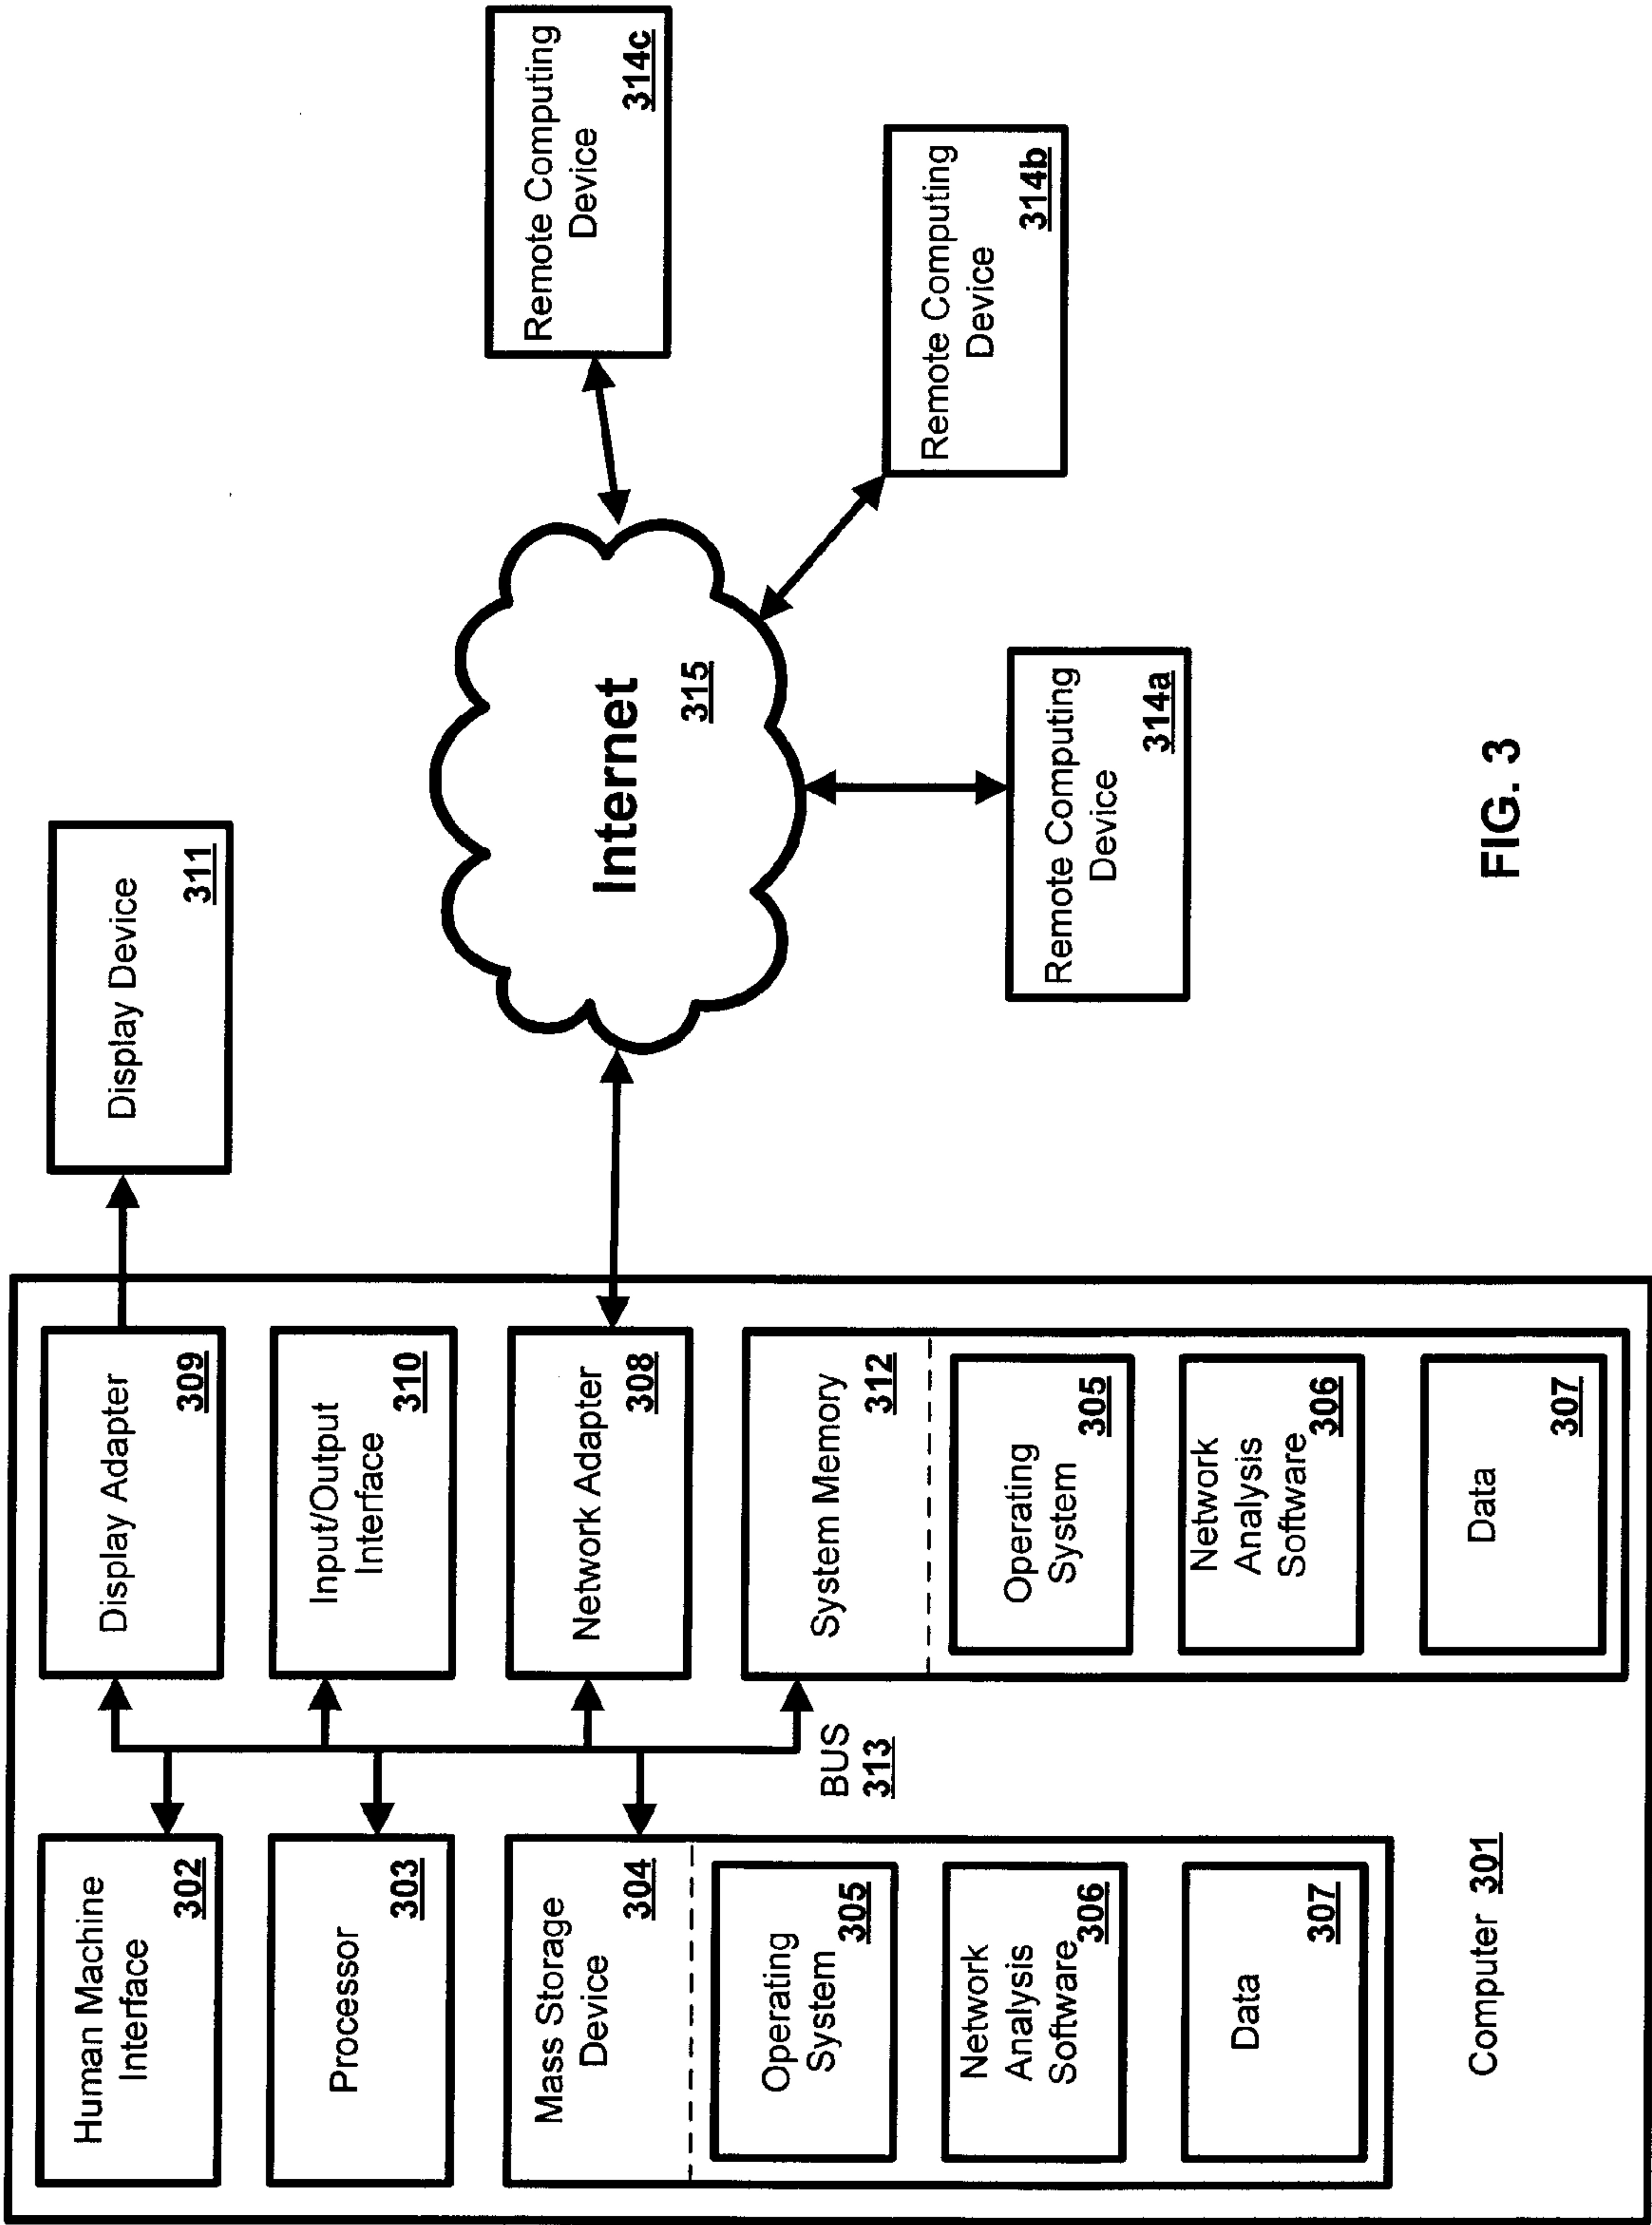 Human Machine
Interface
302
Processor
303
Mass Storage
Device
304
Operating
System
305
Network
Analysis
Software
306
Data
307
Computer 301
BUS
313
Display Adapter
309
Input/Output
Interface
310
Network Adapter
308
System Memory
312
Operating
System
305
Network
Analysis
Software
306
Data
307
Display Device
311
Internet
315
Remote Computing
Device
314a
Remote Computing
Device
314b
Remote Computing
Device
314c
FIG. 3